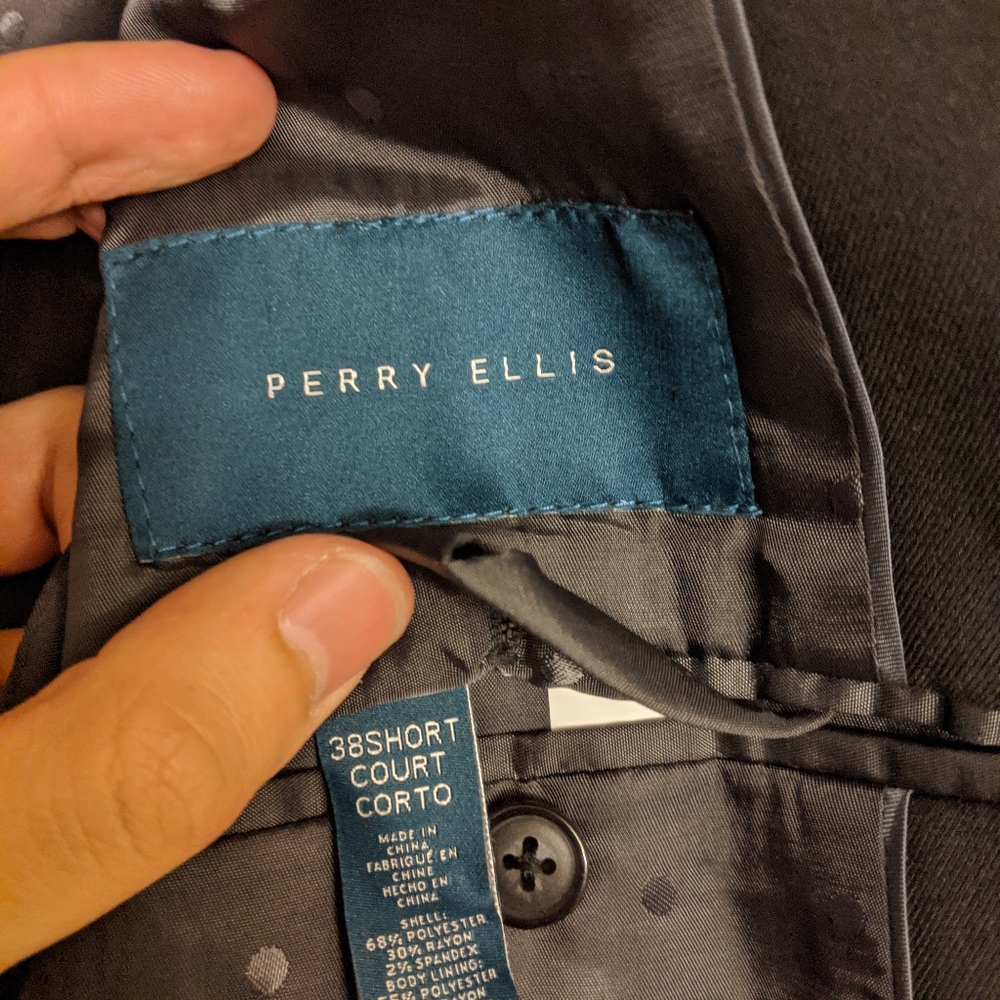 PERRY ELLIS
38SHORT
COURT
CORTO
MADE IN
CHINA
FABRIQUÉ EN
CHINE
HECHO EN
CHINA
SHELL:
68% POLYESTER
30% RAYON
2% SPANDEX
BODY LINING:
POLYESTER